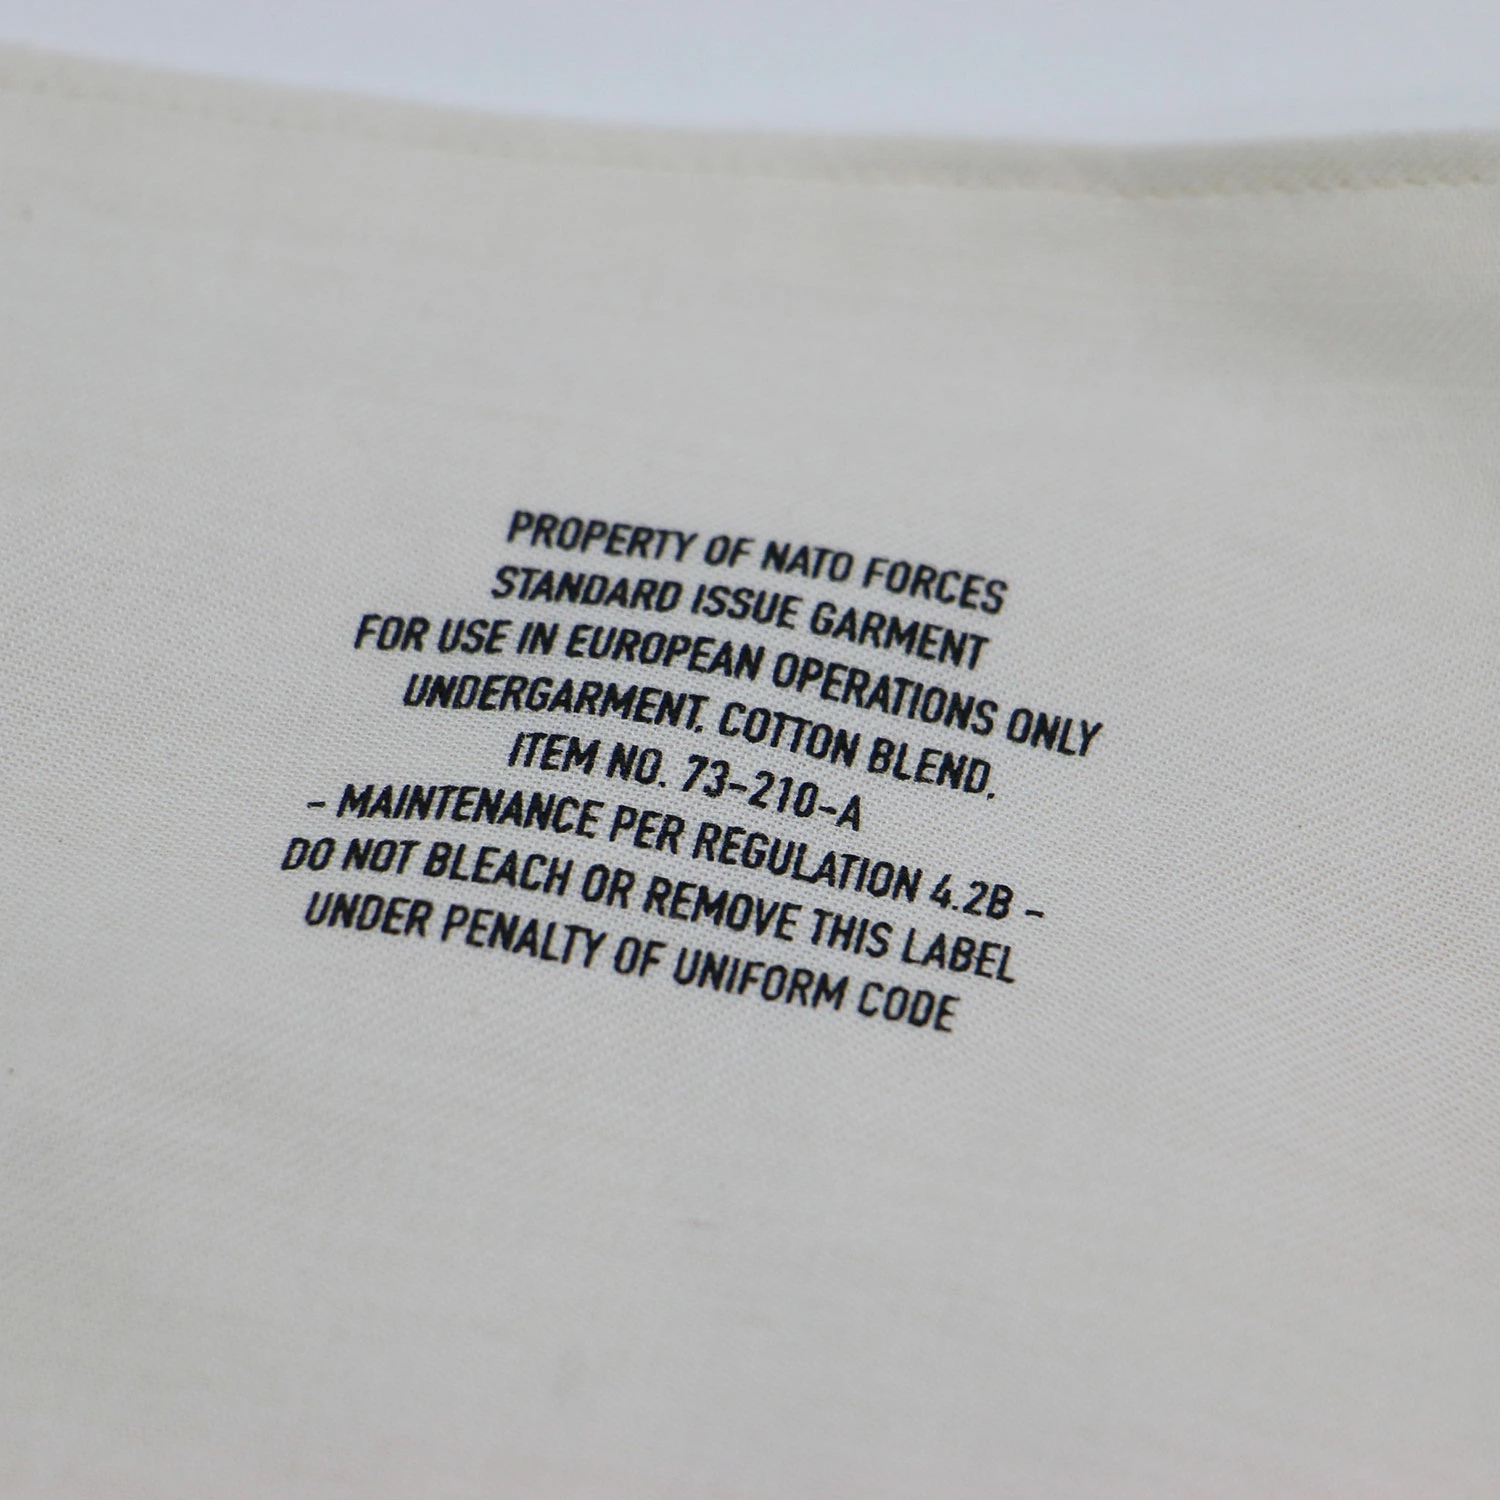 PROPERTY OF NATO FORCES
STANDARD ISSUE GARMENT
FOR USE IN EUROPEAN OPERATIONS ONLY
UNDERGARMENT, COTTON BLEND,
ITEM NO. 73-210-A
- MAINTENANCE PER REGULATION 4.2B -
DO NOT BLEACH OR REMOVE THIS LABEL
UNDER PENALTY OF UNIFORM CODE